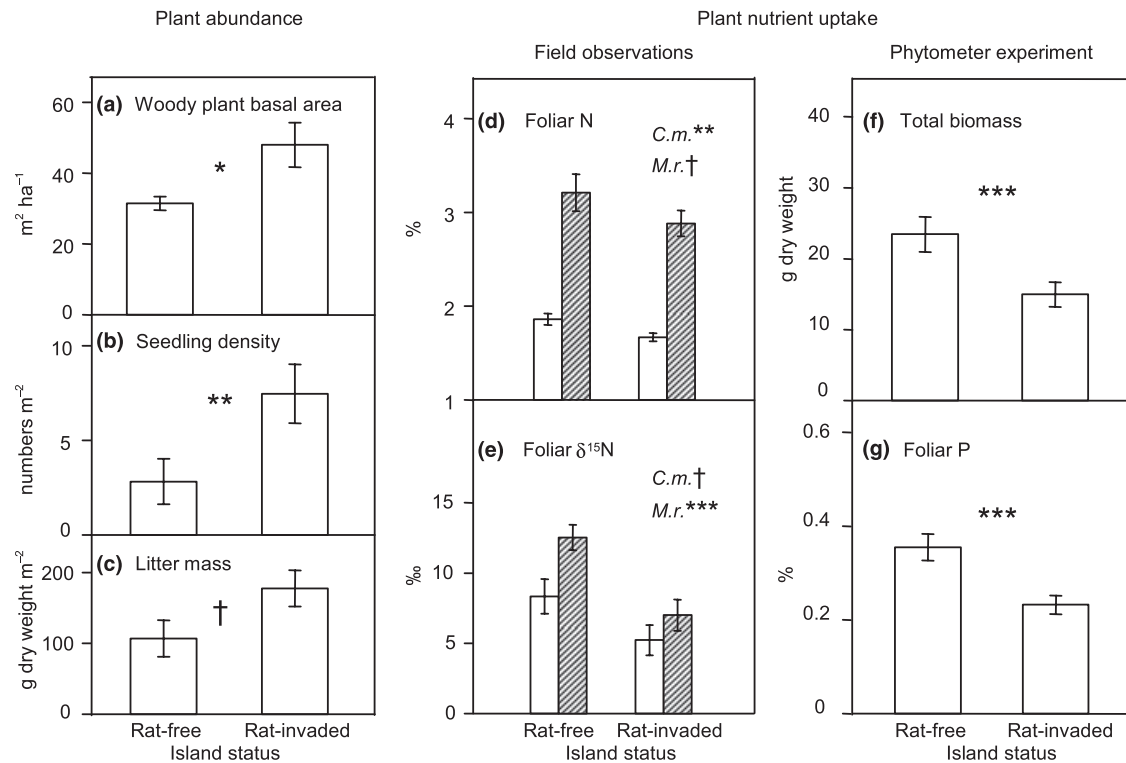 Plant abundance
Plant nutrient uptake
Field observations
Phytometer experiment
(a) Woody plant basal area
60
40
20
0
m² ha⁻¹
*
(b) Seedling density
10
5
0
numbers m⁻²
**
(c) Litter mass
200
100
0
g dry weight m⁻²
†
Rat-free Rat-invaded
Island status
(d) Foliar N
C.m.**
M.r.†
4
3
2
1
%
(e) Foliar δ¹⁵N
C.m.†
M.r.***
15
10
5
0
‰
Rat-free Rat-invaded
Island status
(f) Total biomass
40
30
20
10
0
g dry weight
***
(g) Foliar P
0.6
0.4
0.2
0
%
***
Rat-free Rat-invaded
Island status